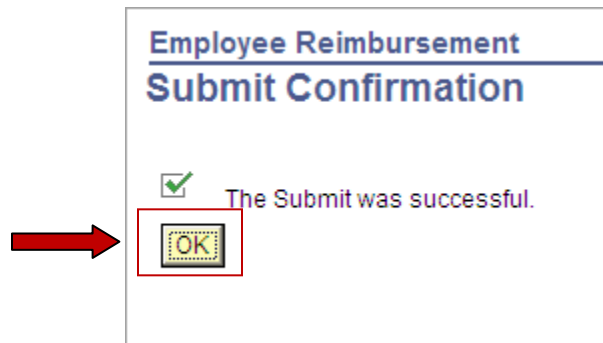 Employee Reimbursement
Submit Confirmation
The Submit was successful.
OK